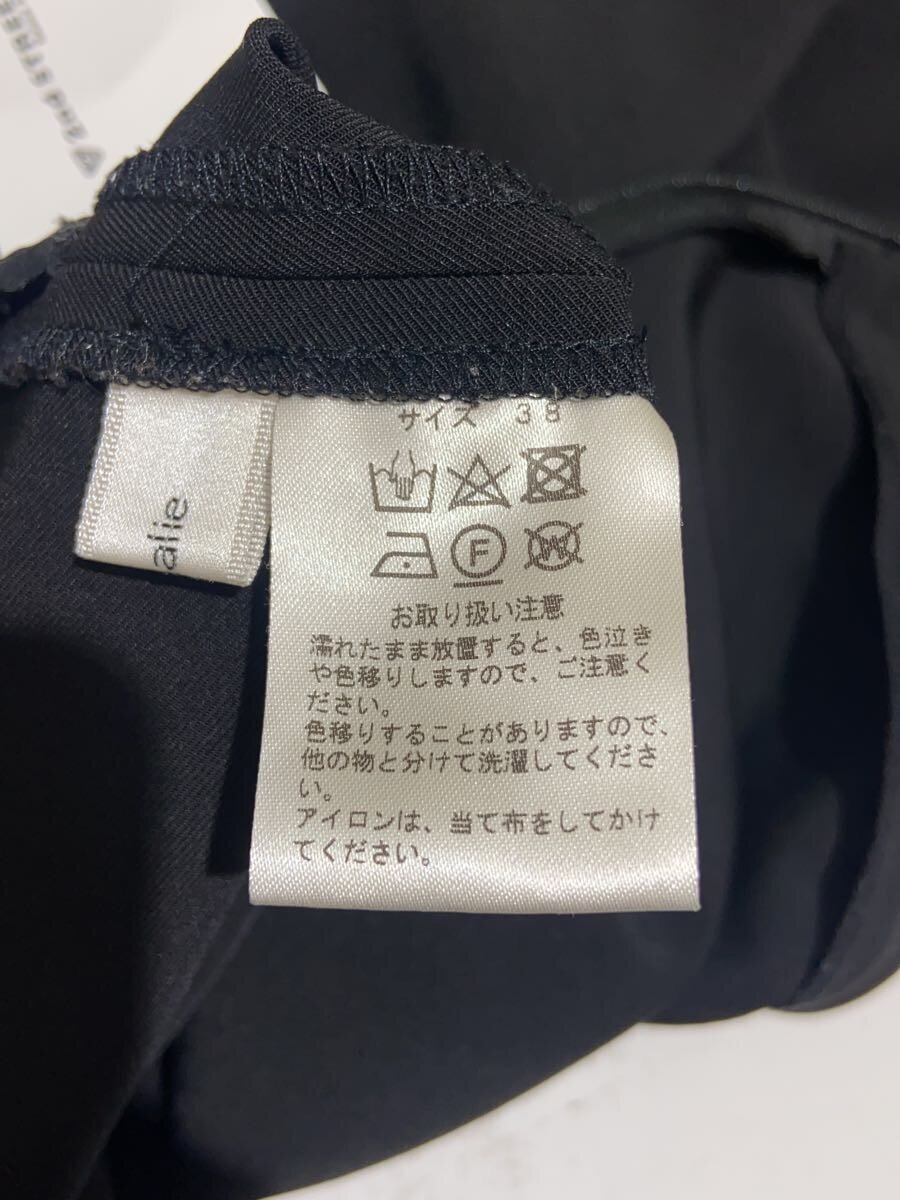 2nd STREE
alie
サイズ 38
F
W
お取り扱い注意
濡れたまま放置すると、色泣き
や色移りしますので、ご注意く
ださい。
色移りすることがありますので、
他の物と分けて洗濯してくださ
い。
アイロンは、当て布をしてかけ
てください。